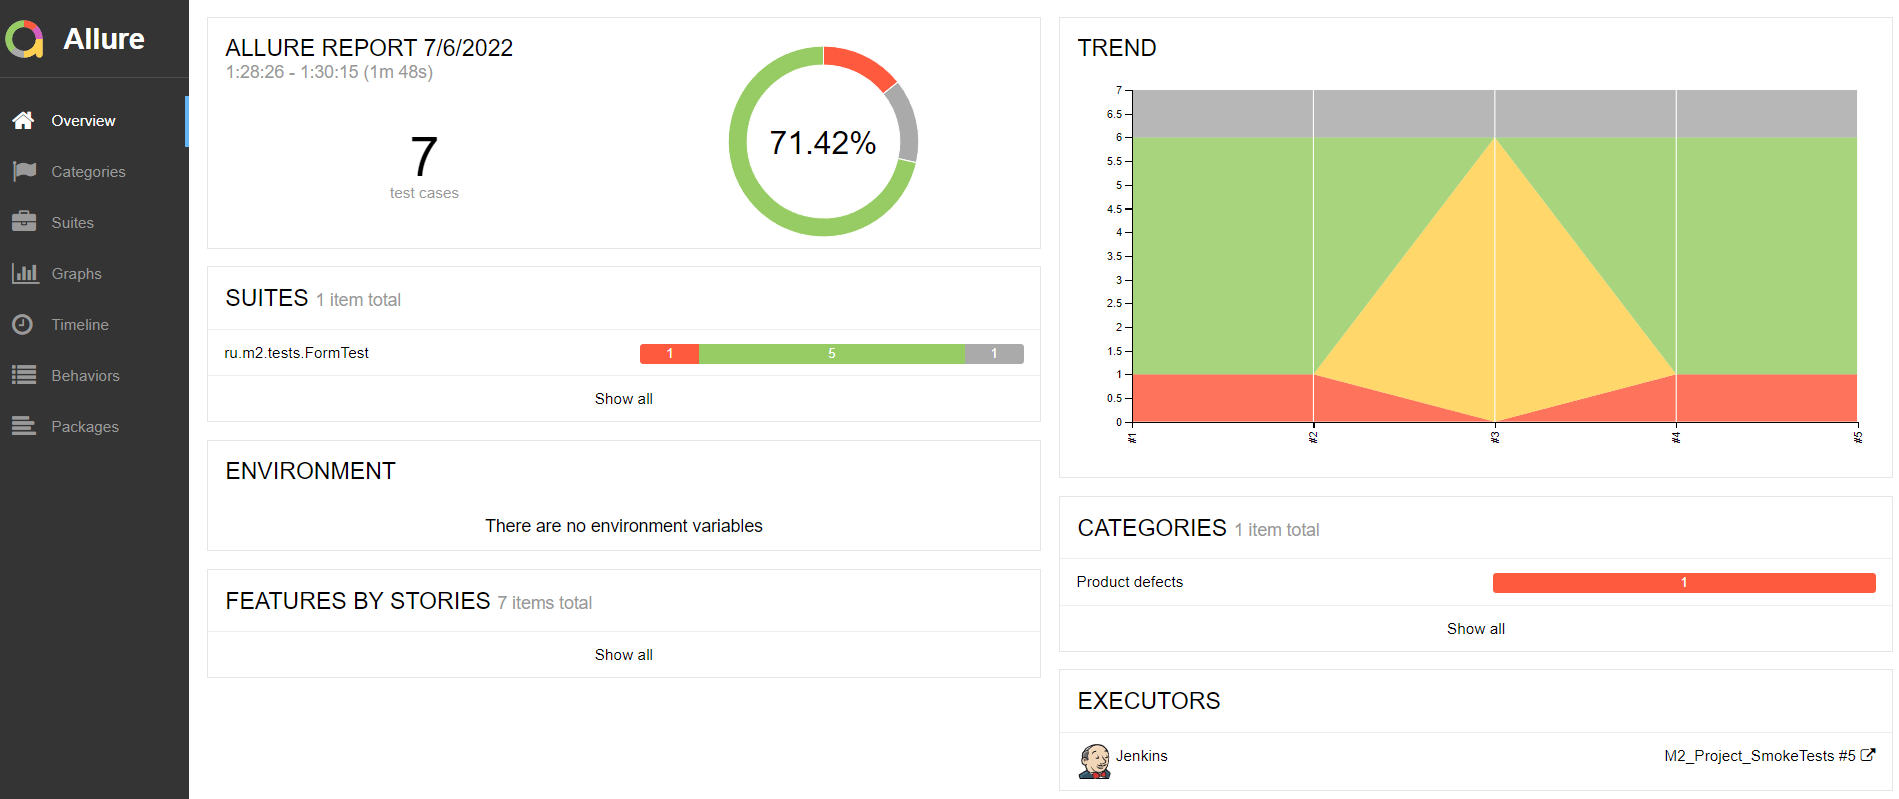 Allure
Overview
Categories
Suites
Graphs
Timeline
Behaviors
Packages
ALLURE REPORT 7/6/2022
1:28:26 - 1:30:15 (1m 48s)
7
test cases
71.42%
SUITES 1 item total
ru.m2.tests.FormTest 1 5 1
Show all
ENVIRONMENT
There are no environment variables
FEATURES BY STORIES 7 items total
Show all
TREND
7
6.5
6
5.5
5
4.5
4
3.5
3
2.5
2
1.5
1
0.5
0
#1 #2 #3 #4 #5
CATEGORIES 1 item total
Product defects 1
Show all
EXECUTORS
Jenkins M2_Project_SmokeTests #5